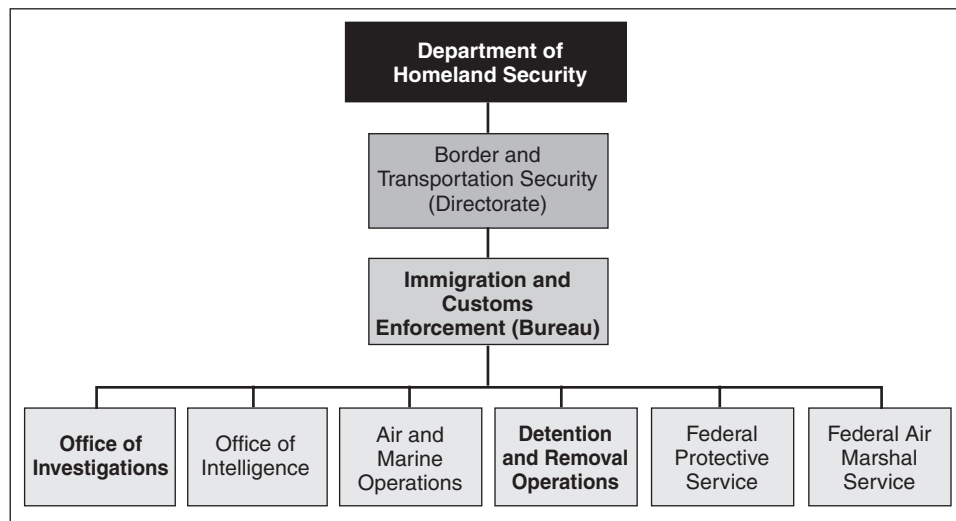 Department of
Homeland Security
Border and
Transportation Security
(Directorate)
Immigration and
Customs
Enforcement (Bureau)
Office of
Investigations
Office of
Intelligence
Air and
Marine
Operations
Detention
and Removal
Operations
Federal
Protective
Service
Federal Air
Marshal
Service